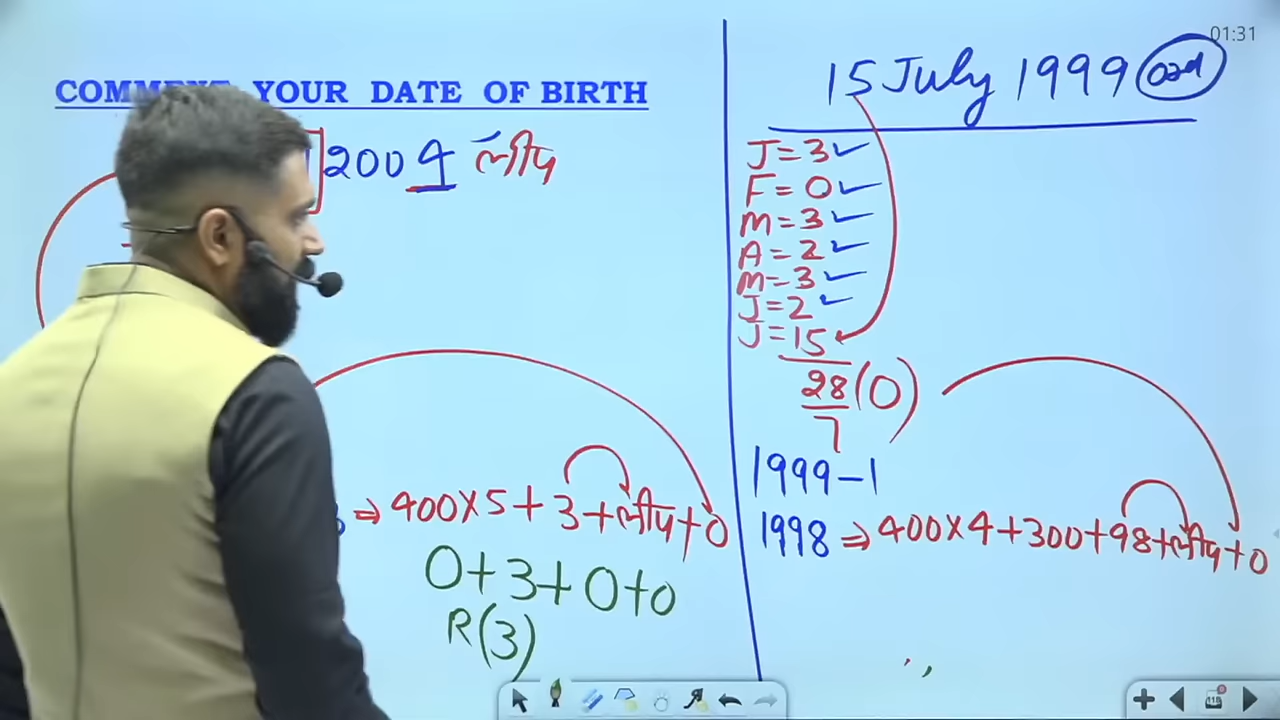 01:31
COMMENT YOUR DATE OF BIRTH
2004 लीप
⇒ 400×5 + 3 + लीप + 0
0 + 3 + 0 + 0
R(3)
15 July 1999
J = 3 ✓
F = 0 ✓
M = 3 ✓
A = 2 ✓
M = 3 ✓
J = 2 ✓
J = 15
28/7 (0)
1999 – 1
1998 ⇒ 400×4 + 300 + 98 + लीप + 0